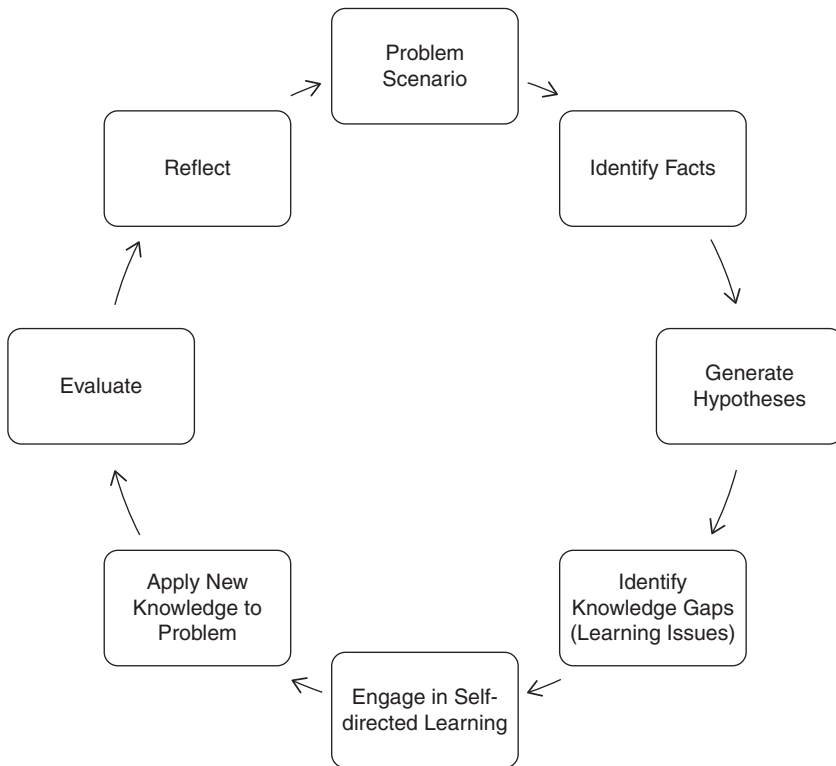 Problem
Scenario
Identify Facts
Generate
Hypotheses
Identify
Knowledge Gaps
(Learning Issues)
Engage in Self-
directed Learning
Apply New
Knowledge to
Problem
Evaluate
Reflect